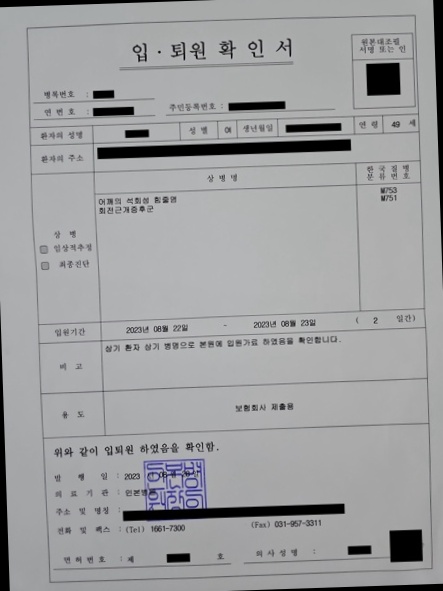 입·퇴원 확인서
원본대조필
서명 또는 인
병록번호 :
연번호 :
주민등록번호 :
환자의 성명 성별 여 생년월일 연령 49 세
환자의 주소
상병명 한국질병
분류번호
어깨의 석회성 힘줄염 M753
회전근개증후군 M751
상병
임상적추정
최종진단
입원기간 2023년 08월 22일 - 2023년 08월 23일 ( 2 일간)
비고 상기 환자 상기 병명으로 본원에 입원가료 하였음을 확인합니다.
용도 보험회사 제출용
위와 같이 입퇴원 하였음을 확인함.
발행일 : 2023
의료기관 : 인본병원
주소 및 명칭 :
전화 및 팩스 : (Tel) 1661-7300 (Fax) 031-957-3311
면허번호 : 제 호 의사성명 :